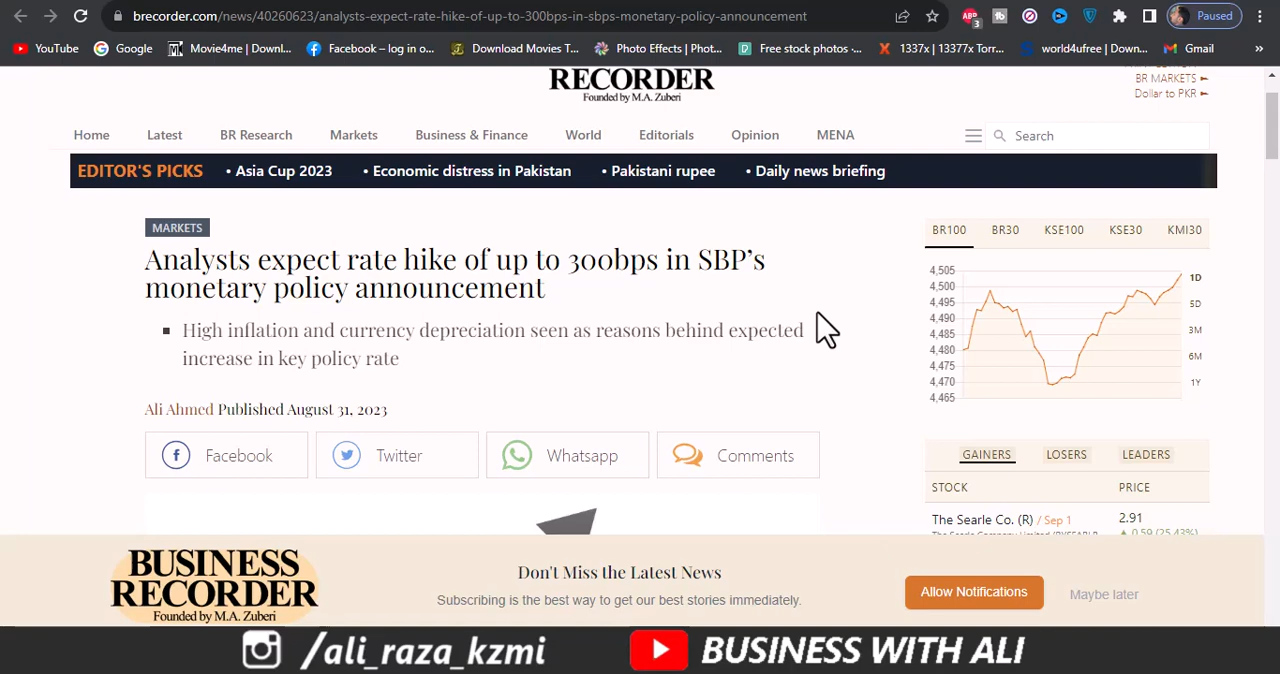 brecorder.com/news/40260623/analysts-expect-rate-hike-of-up-to-300bps-in-sbps-monetary-policy-announcement
ABP
3
Paused
YouTube
Google
Movie4me | Downl...
Facebook – log in o...
Download Movies T...
Photo Effects | Phot...
Free stock photos ·...
1337x | 13377x Torr...
world4ufree | Down...
Gmail
»
RECORDER
Founded by M.A. Zuberi
BR MARKETS
Dollar to PKR
Home Latest BR Research Markets Business & Finance World Editorials Opinion MENA
Search
EDITOR'S PICKS • Asia Cup 2023 • Economic distress in Pakistan • Pakistani rupee • Daily news briefing
MARKETS
Analysts expect rate hike of up to 300bps in SBP's
monetary policy announcement
High inflation and currency depreciation seen as reasons behind expected
increase in key policy rate
Ali Ahmed Published August 31, 2023
Facebook
Twitter
Whatsapp
Comments
BR100 BR30 KSE100 KSE30 KMI30
4,505
4,500
4,495
4,490
4,485
4,480
4,475
4,470
4,465
1D
5D
3M
6M
1Y
GAINERS LOSERS LEADERS
STOCK PRICE
The Searle Co. (R) / Sep 1 2.91
0.59 (25.43%)
BUSINESS
RECORDER
Founded by M.A. Zuberi
Don't Miss the Latest News
Subscribing is the best way to get our best stories immediately.
Allow Notifications
Maybe later
/ali_raza_kzmi
BUSINESS WITH ALI